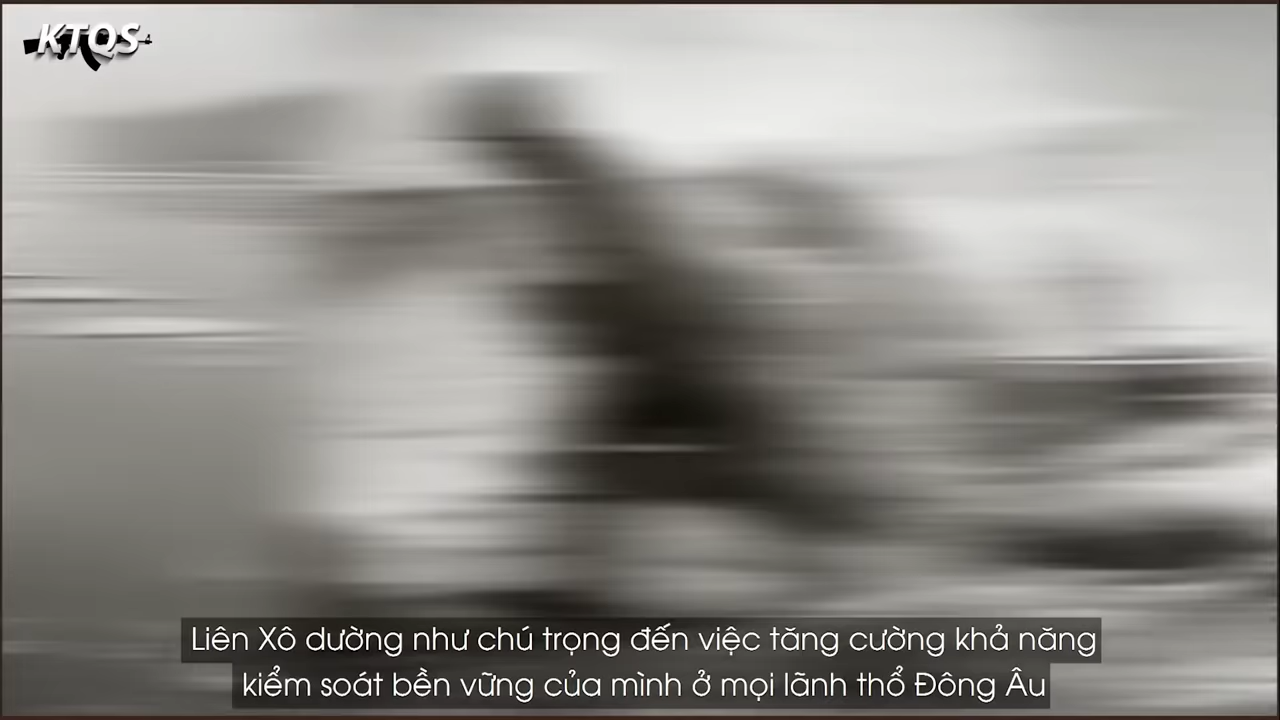 KTQS
Liên Xô dường như chú trọng đến việc tăng cường khả năng
kiểm soát bền vững của mình ở mọi lãnh thổ Đông Âu